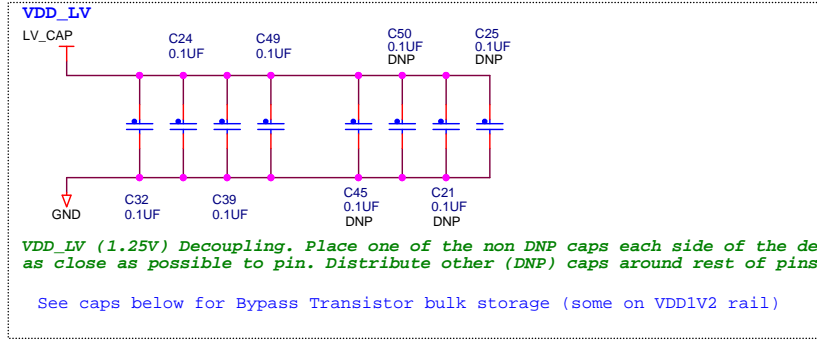 VDD_LV
LV_CAP
C24
0.1UF
C49
0.1UF
C50
0.1UF
DNP
C25
0.1UF
DNP
C32
0.1UF
C39
0.1UF
C45
0.1UF
DNP
C21
0.1UF
DNP
GND
VDD_LV (1.25V) Decoupling. Place one of the non DNP caps each side of the de
as close as possible to pin. Distribute other (DNP) caps around rest of pins
See caps below for Bypass Transistor bulk storage (some on VDD1V2 rail)